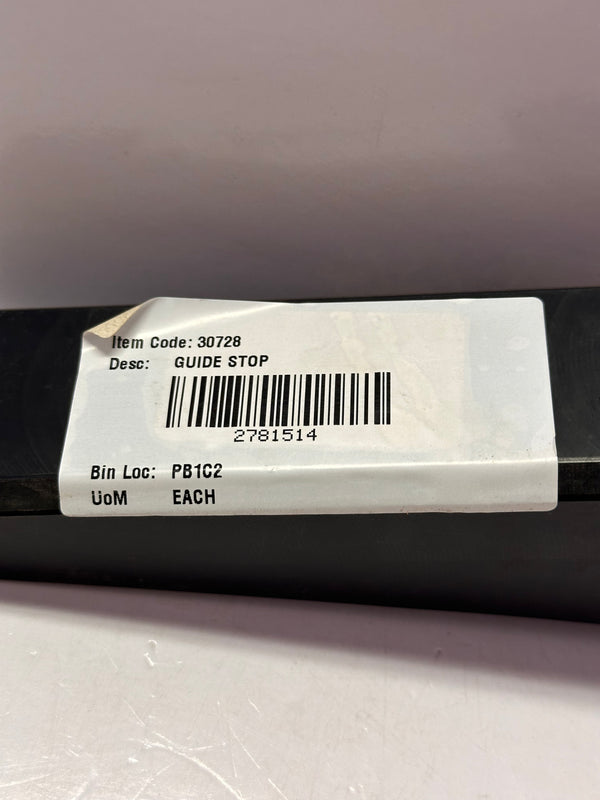 Item Code: 30728
Desc: GUIDE STOP
2781514
Bin Loc: PB1C2
UoM EACH